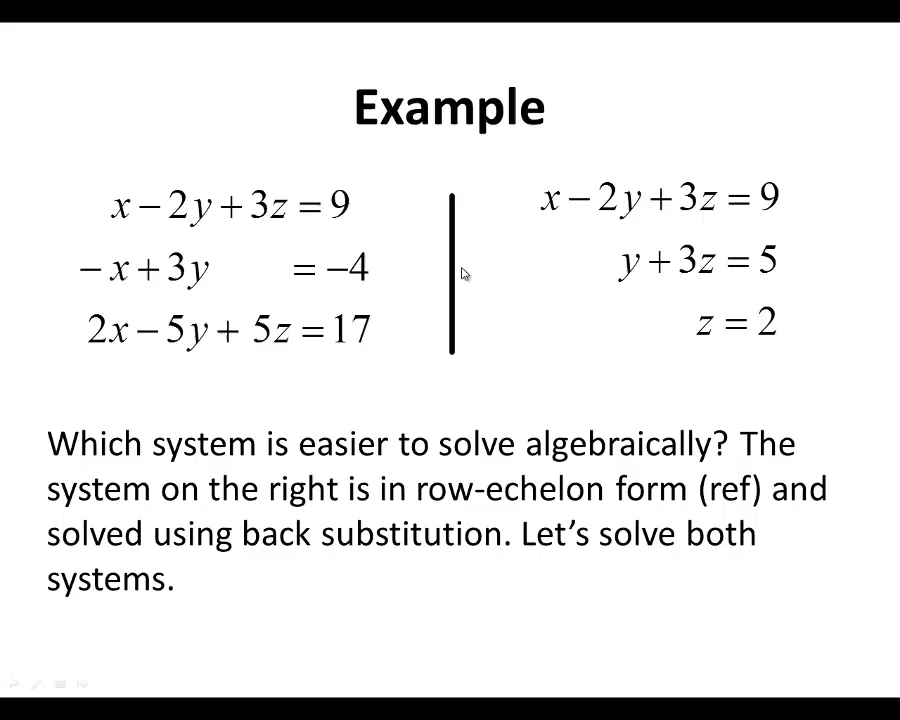 Example
x − 2y + 3z = 9
− x + 3y = −4
2x − 5y + 5z = 17
x − 2y + 3z = 9
y + 3z = 5
z = 2
Which system is easier to solve algebraically? The
system on the right is in row-echelon form (ref) and
solved using back substitution. Let’s solve both
systems.